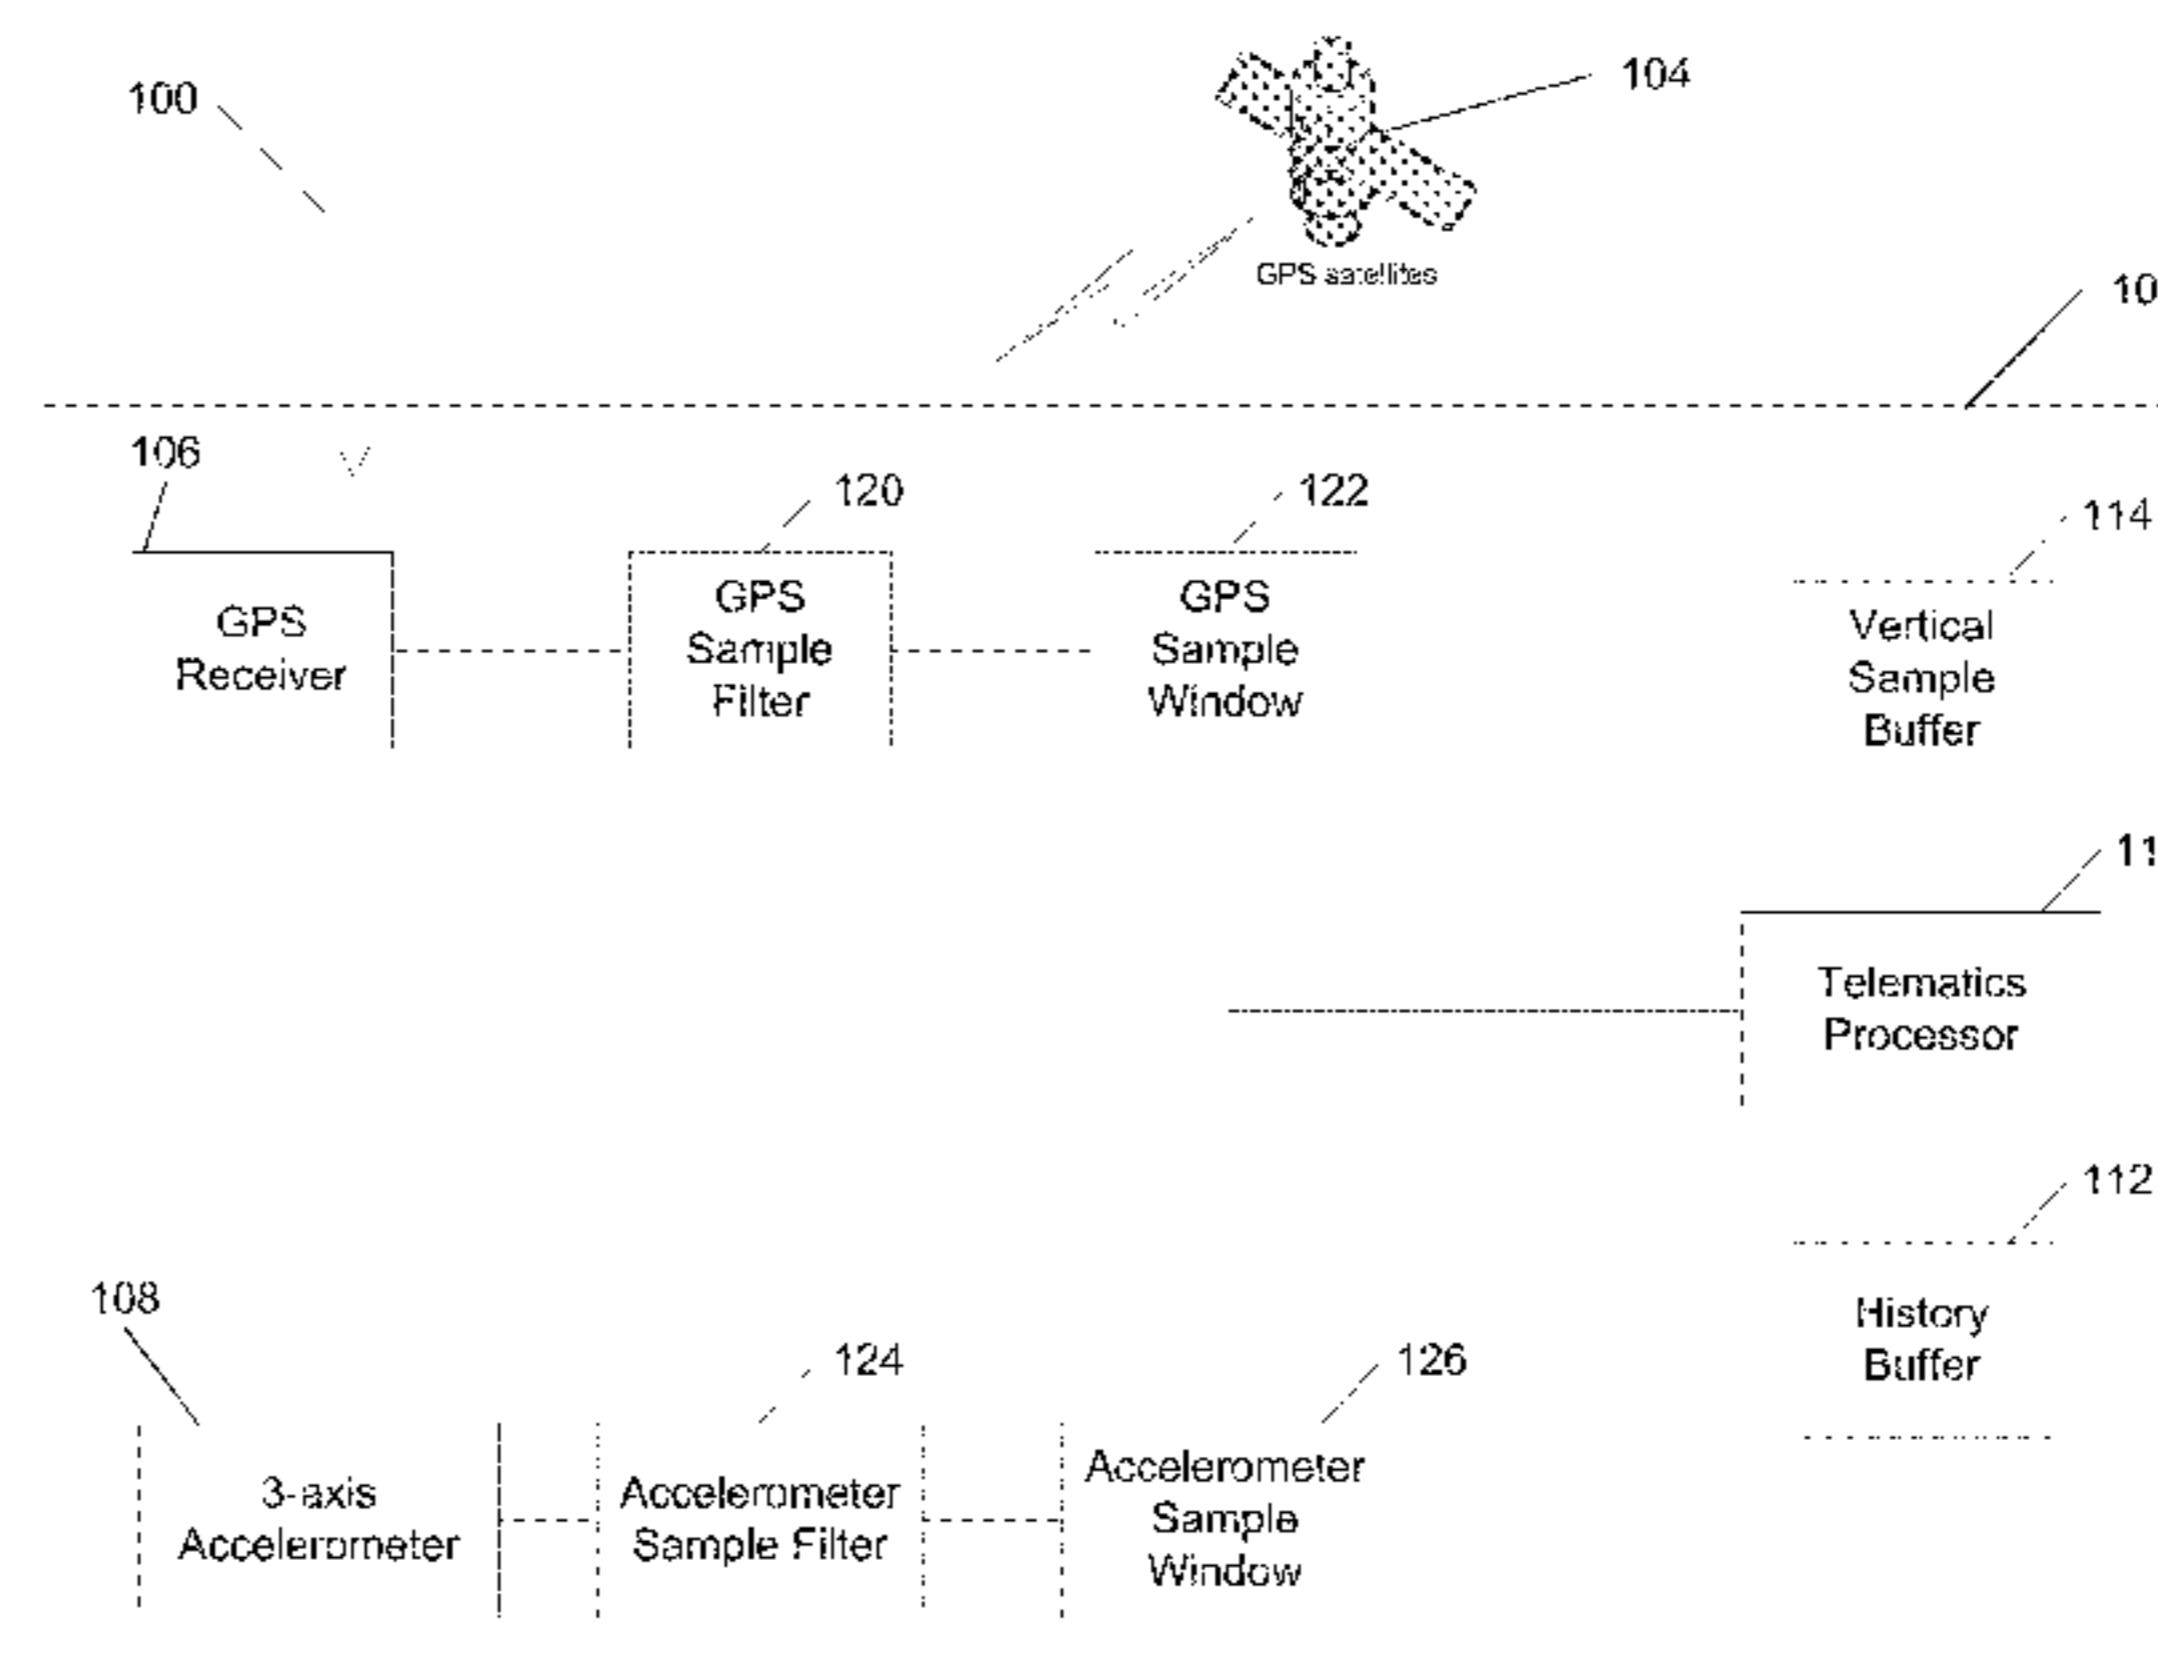 100
104
GPS satellites
10
106
120
122
114
GPS
Receiver
GPS
Sample
Filter
GPS
Sample
Window
Vertical
Sample
Buffer
11
Telematics
Processor
112
History
Buffer
108
124
126
3-axis
Accelerometer
Accelerometer
Sample Filter
Accelerometer
Sample
Window